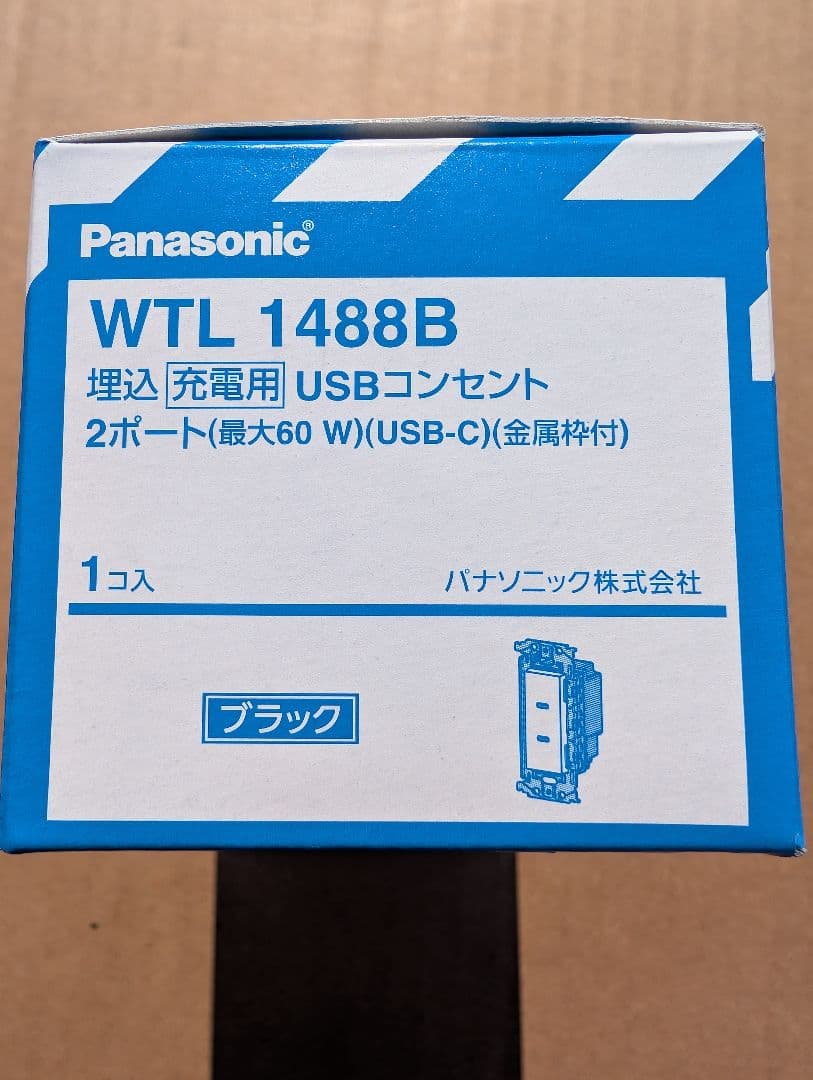 Panasonic®
WTL 1488B
埋込 充電用 USBコンセント
2ポート(最大60 W)(USB-C)(金属枠付)
1コ入
パナソニック株式会社
ブラック